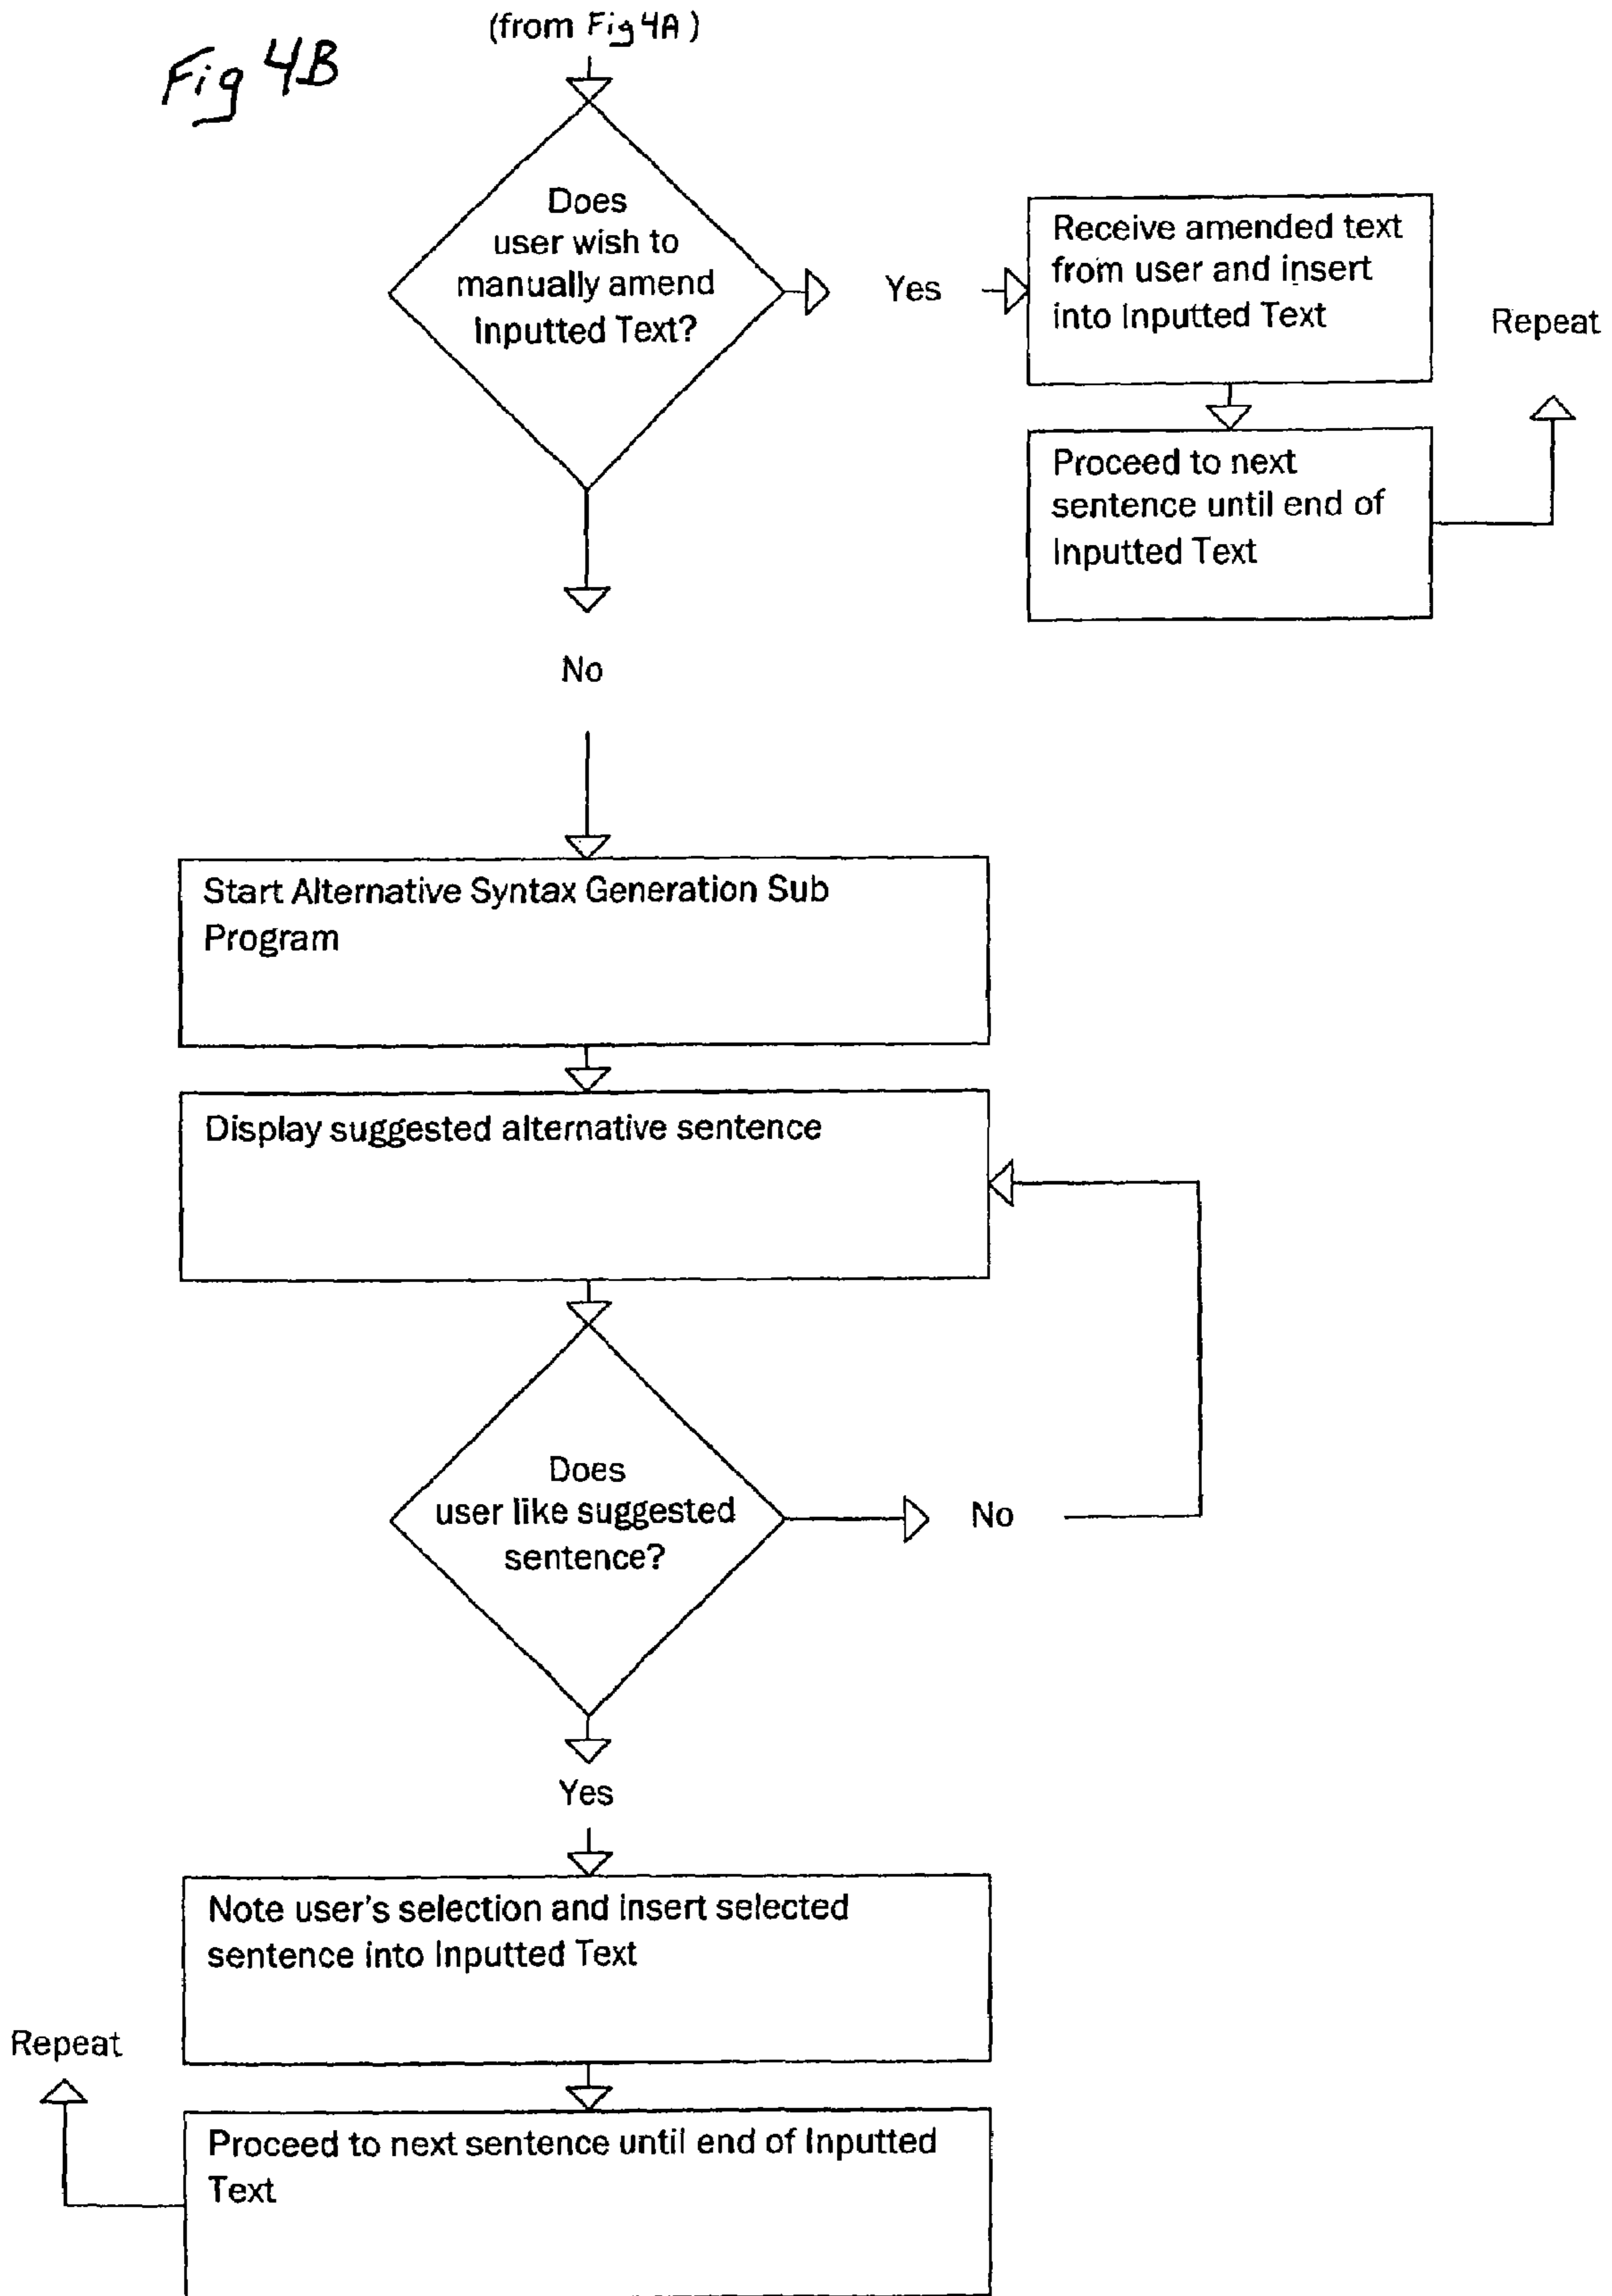 (from Fig 4A)
Fig 4B
Does
user wish to
manually amend
Inputted Text?
Yes
Receive amended text
from user and insert
into Inputted Text
Repeat
Proceed to next
sentence until end of
Inputted Text
No
Start Alternative Syntax Generation Sub
Program
Display suggested alternative sentence
Does
user like suggested
sentence?
No
Yes
Note user's selection and insert selected
sentence into Inputted Text
Repeat
Proceed to next sentence until end of Inputted
Text